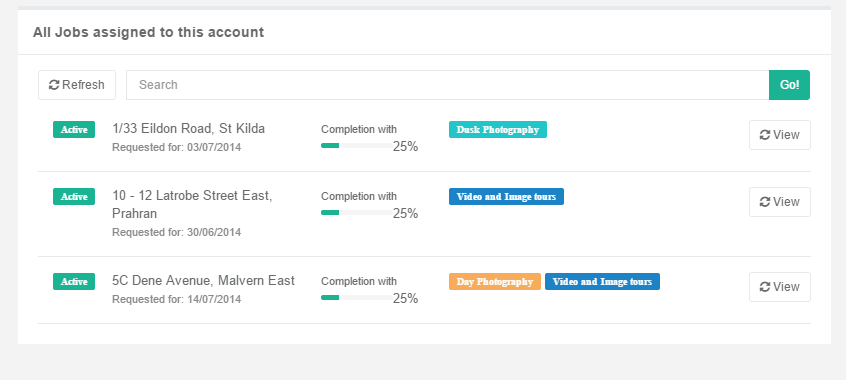 All Jobs assigned to this account
Refresh
Search
Go!
Active
1/33 Eildon Road, St Kilda
Requested for: 03/07/2014
Completion with
25%
Dusk Photography
View
Active
10 - 12 Latrobe Street East,
Prahran
Requested for: 30/06/2014
Completion with
25%
Video and Image tours
View
Active
5C Dene Avenue, Malvern East
Requested for: 14/07/2014
Completion with
25%
Day Photography
Video and Image tours
View